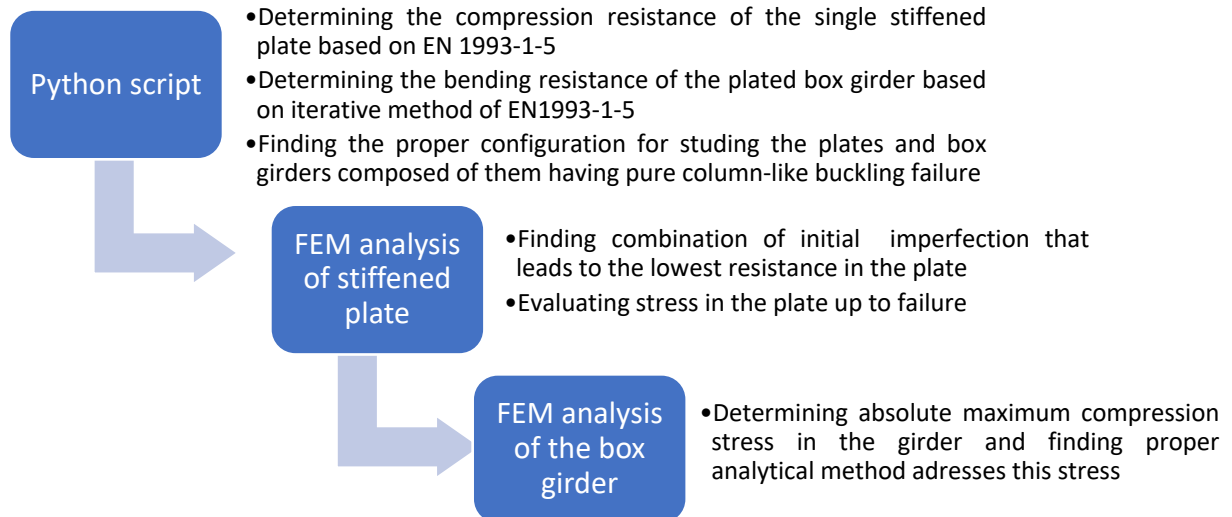 Python script
•Determining the compression resistance of the single stiffened
plate based on EN 1993-1-5
•Determining the bending resistance of the plated box girder based
on iterative method of EN1993-1-5
•Finding the proper configuration for studing the plates and box
girders composed of them having pure column-like buckling failure
FEM analysis
of stiffened
plate
•Finding combination of initial imperfection that
leads to the lowest resistance in the plate
•Evaluating stress in the plate up to failure
FEM analysis
of the box
girder
•Determining absolute maximum compression
stress in the girder and finding proper
analytical method adresses this stress